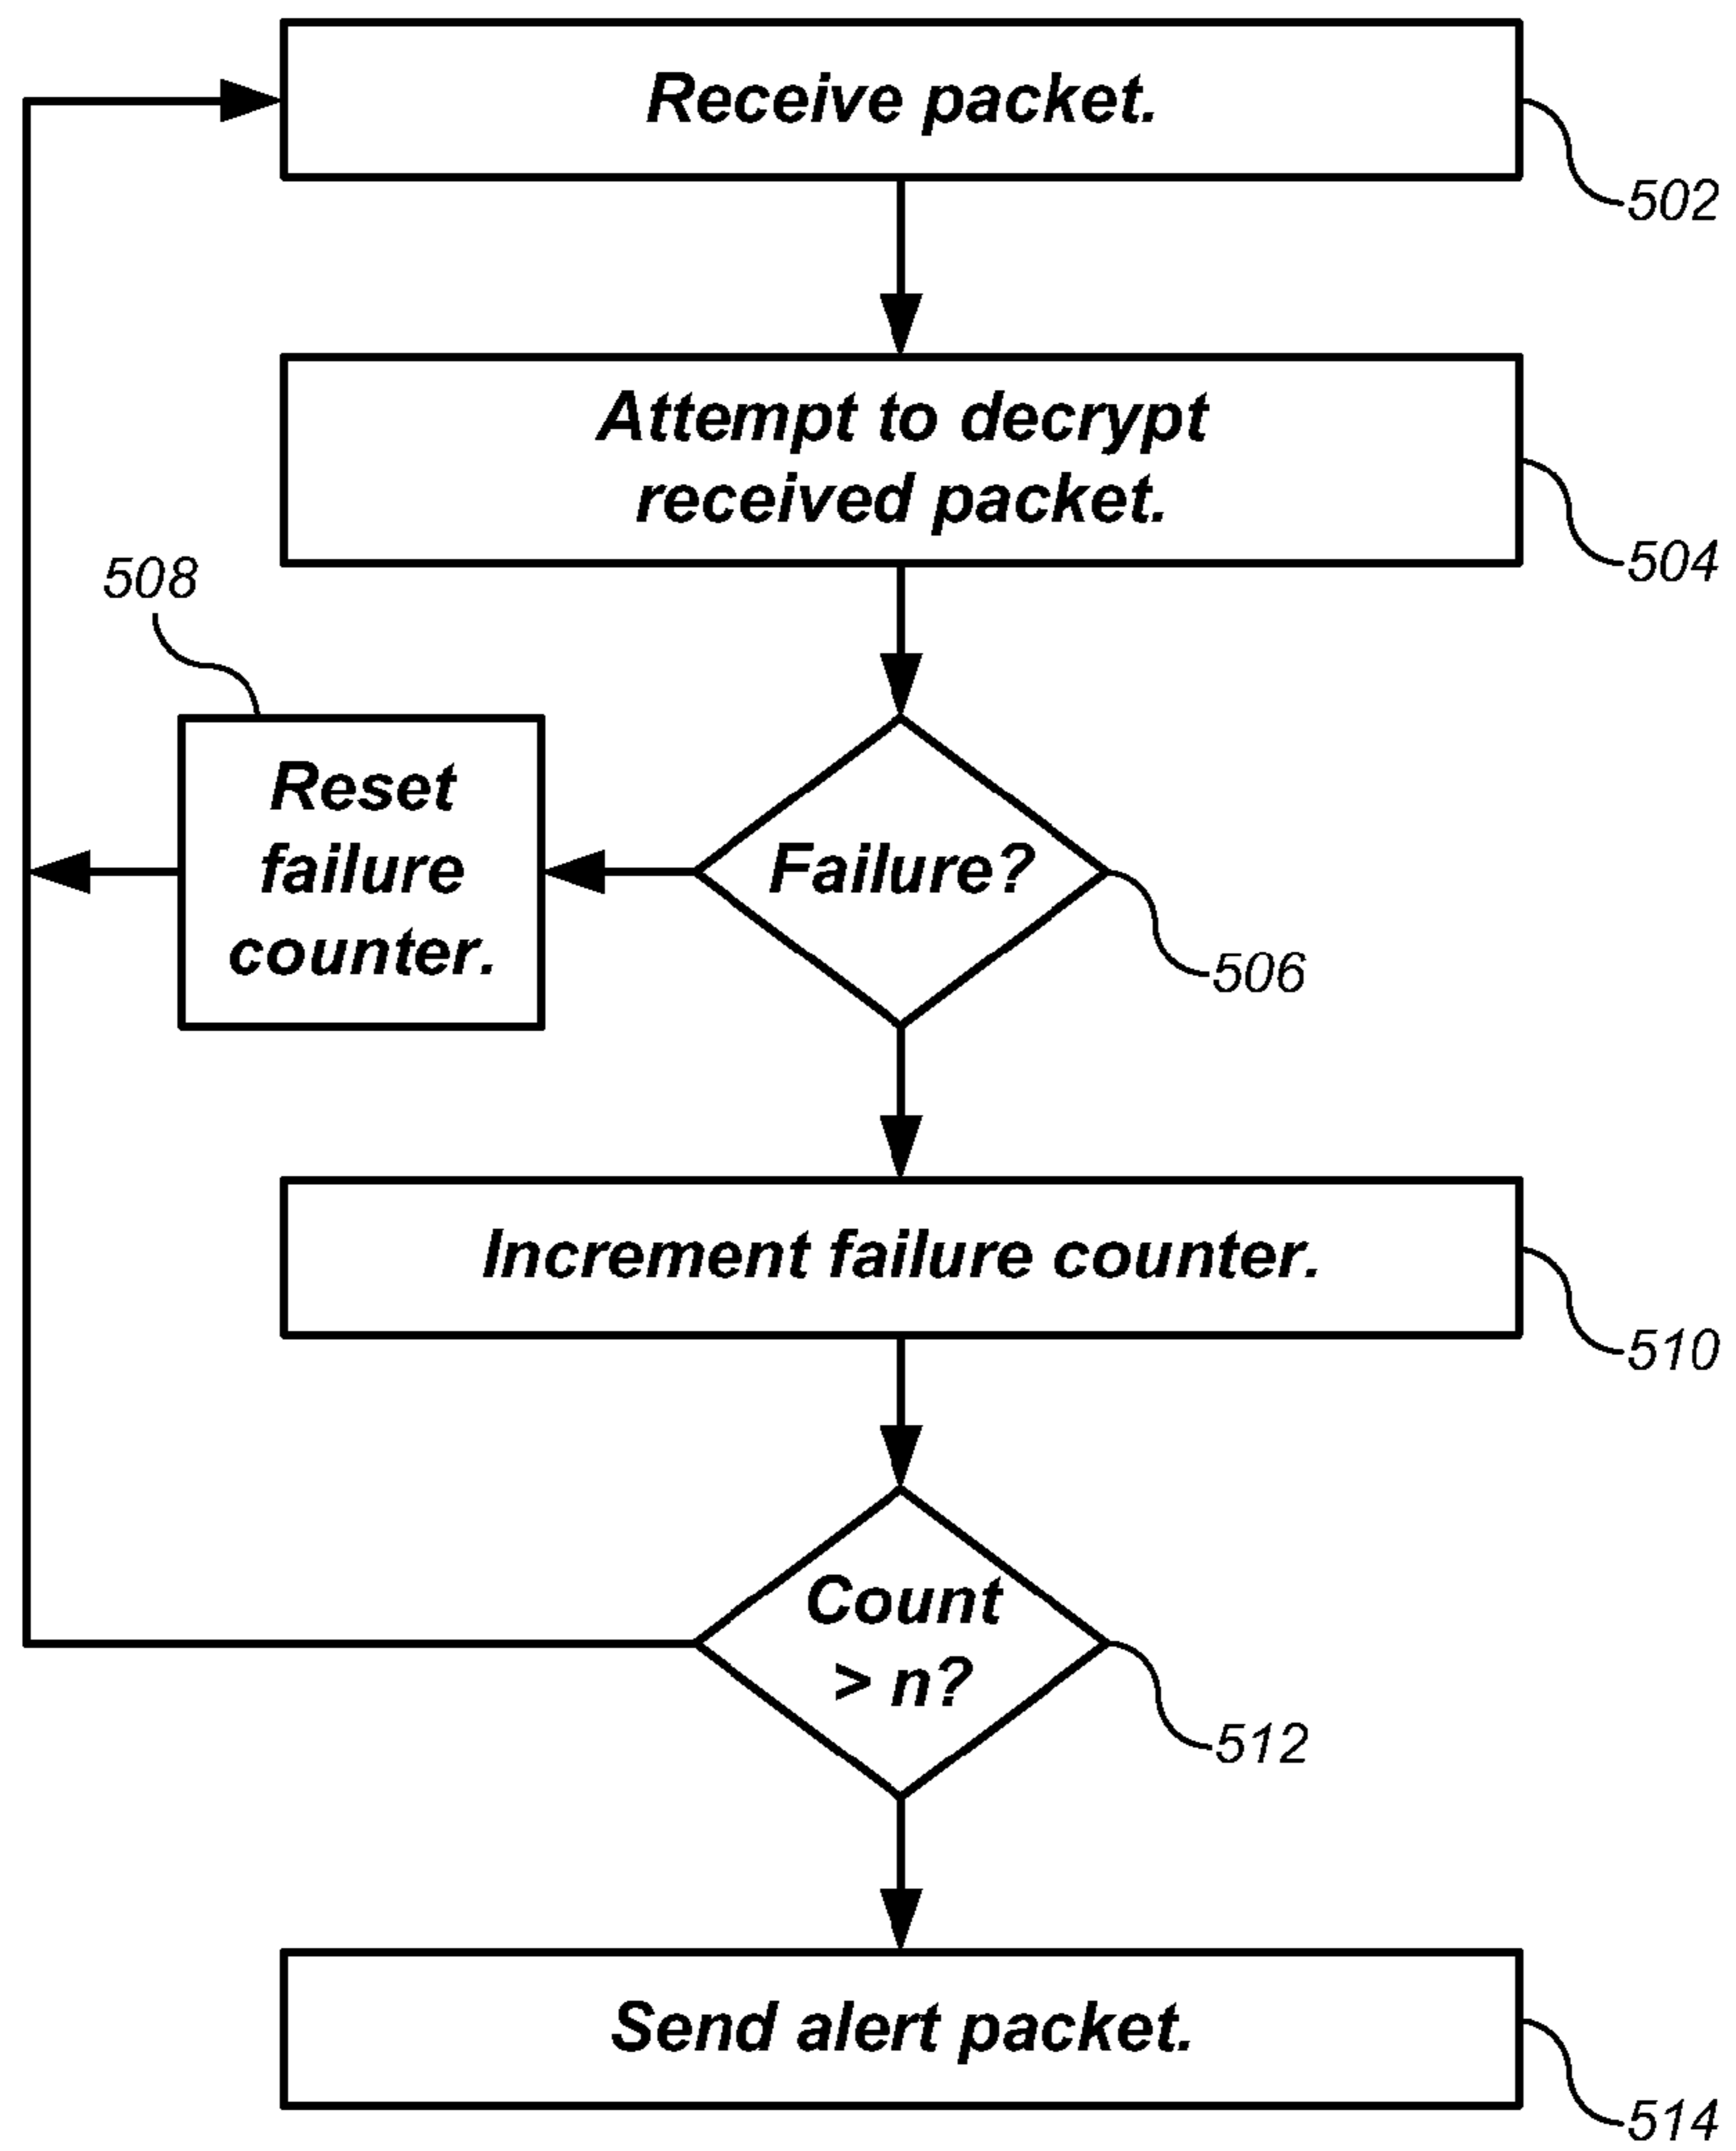 Receive packet.
502
Attempt to decrypt
received packet.
504
508
Reset
failure
counter.
Failure?
506
Increment failure counter.
510
Count
> n?
512
Send alert packet.
514